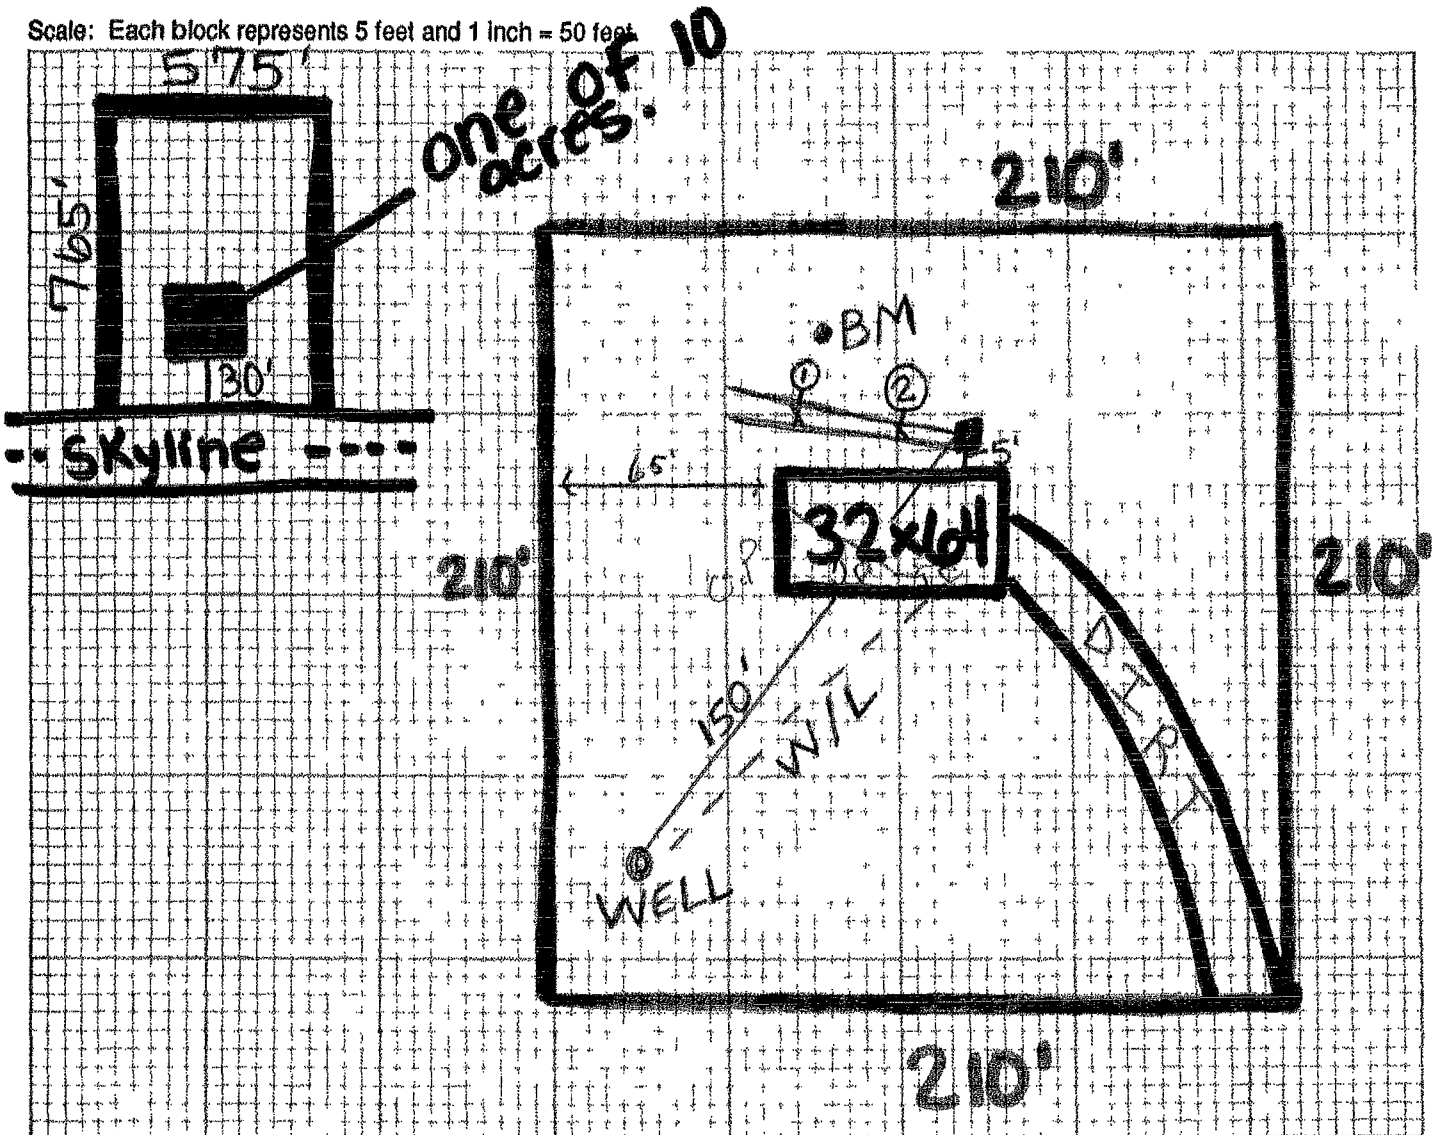 Scale: Each block represents 5 feet and 1 inch = 50 feet.
575'
one of 10
acres.
765'
130'
Skyline
210'
BM
1
2
5'
65'
32x64
210'
210'
150'
W/L
WELL
210'